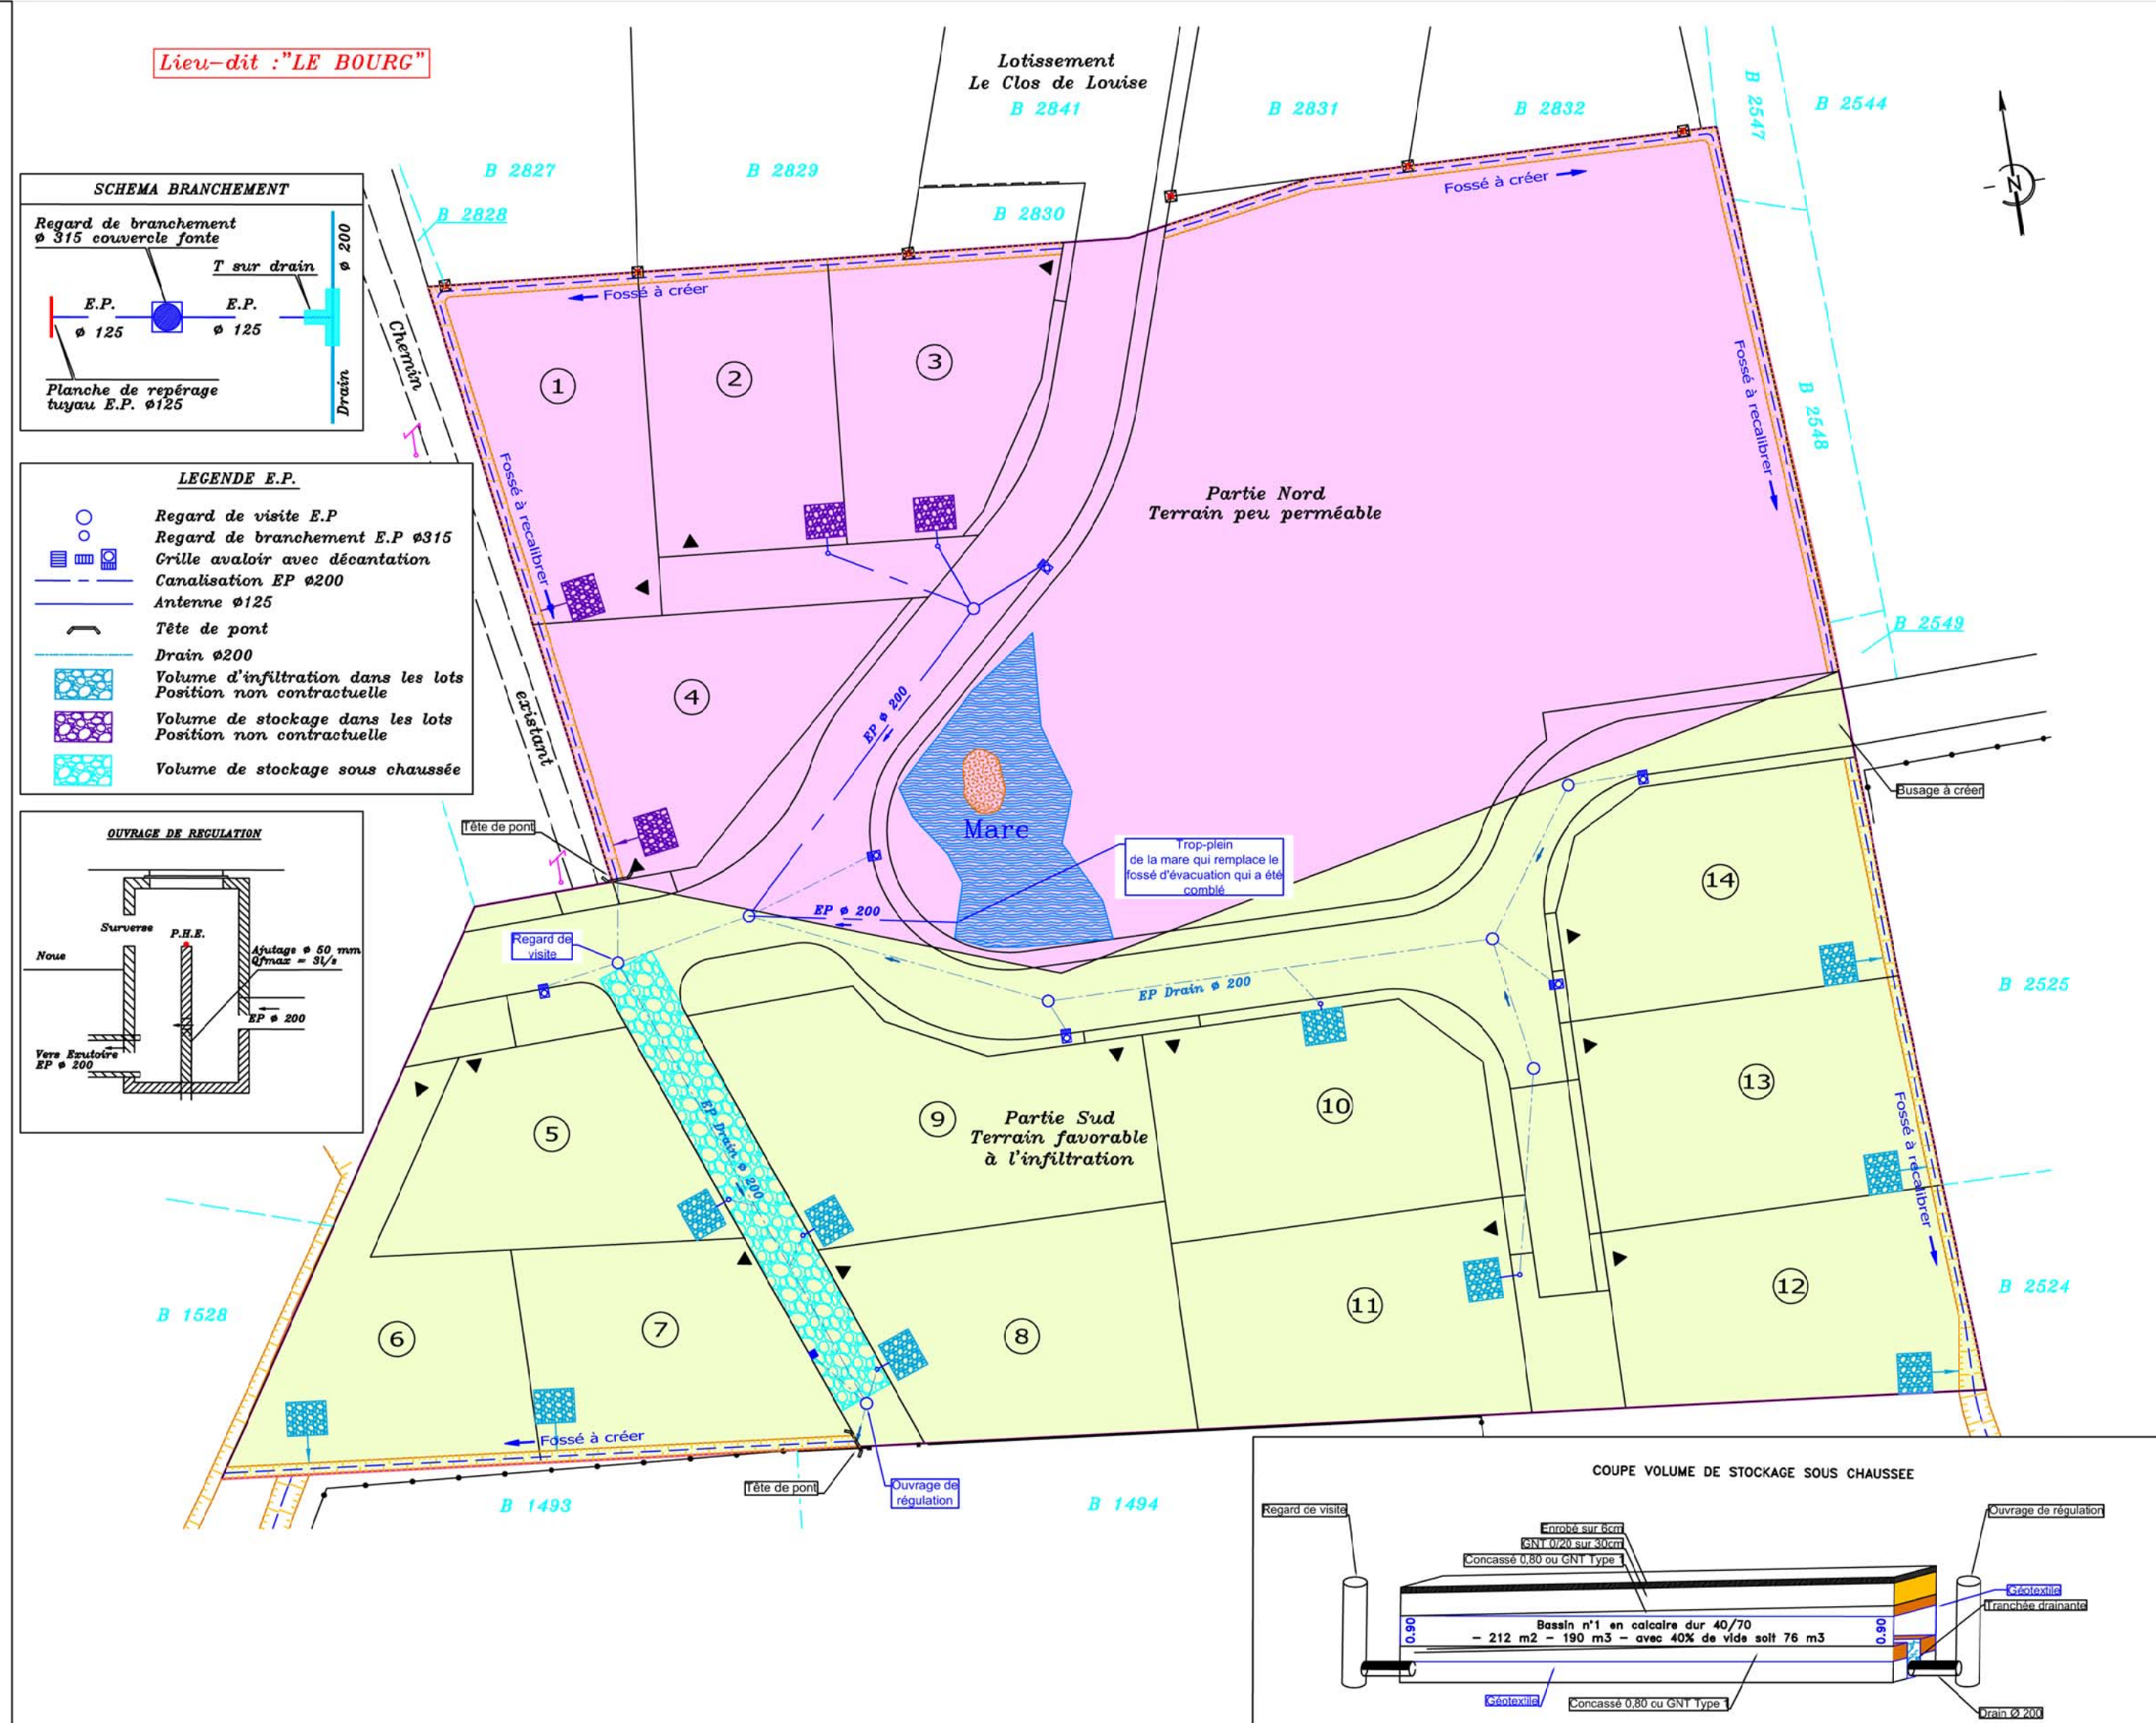 Lieu-dit :"LE BOURG"
Lotissement
Le Clos de Louise
B 2841
B 2831
B 2832
B 2547
B 2544
B 2827
B 2829
B 2828
B 2830
N
SCHEMA BRANCHEMENT
Regard de branchement
ø 315 couvercle fonte
T sur drain
ø 200
E.P.
ø 125
E.P.
ø 125
Planche de repérage
tuyau E.P. ø125
Drain
Chemin
existant
Fossé à créer
Fossé à créer
Fossé à recalibrer
Fossé à recalibrer
B 2548
B 2549
1
2
3
4
Partie Nord
Terrain peu perméable
LEGENDE E.P.
Regard de visite E.P
Regard de branchement E.P ø315
Grille avaloir avec décantation
Canalisation EP ø200
Antenne ø125
Tête de pont
Drain ø200
Volume d'infiltration dans les lots
Position non contractuelle
Volume de stockage dans les lots
Position non contractuelle
Volume de stockage sous chaussée
EP ø 200
Mare
Busage à créer
Tête de pont
Trop-plein
de la mare qui remplace le
fossé d'évacuation qui a été
comblé
EP ø 200
Regard de
visite
OUVRAGE DE REGULATION
Surverse
P.H.E.
Noue
Ajutage ø 50 mm
Qfmax = 3l/s
EP ø 200
Vers Exutoire
EP ø 200
EP Drain ø 200
EP Drain ø 200
14
B 2525
13
5
9
Partie Sud
Terrain favorable
à l'infiltration
10
Fossé à recalibrer
B 1528
6
7
8
11
12
B 2524
Fossé à créer
Tête de pont
Ouvrage de
régulation
B 1493
B 1494
COUPE VOLUME DE STOCKAGE SOUS CHAUSSEE
Regard de visite
Ouvrage de régulation
Enrobé sur 6cm
GNT 0/20 sur 30cm
Concassé 0,80 ou GNT Type 1
Géotextile
Tranchée drainante
0.90
Bassin n°1 en calcaire dur 40/70
- 212 m2 - 190 m3 - avec 40% de vide soit 76 m3
0.90
Géotextile
Concassé 0,80 ou GNT Type 1
Drain Ø 200